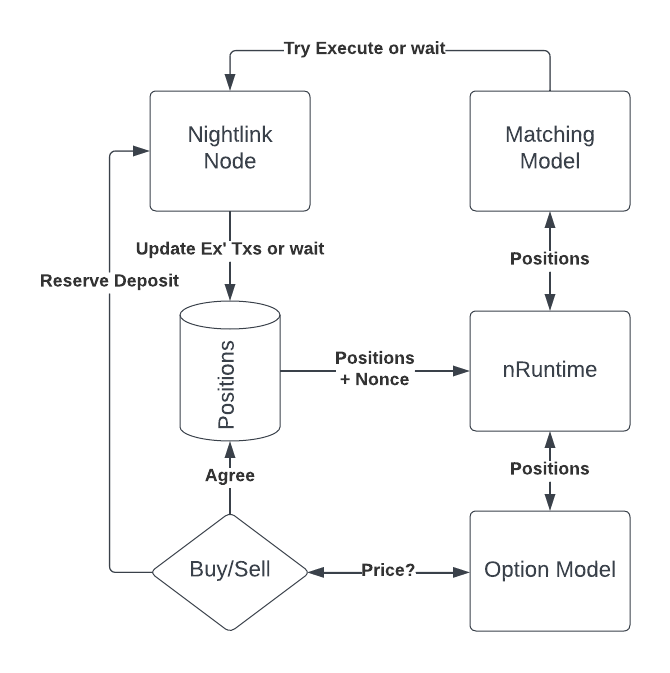 Try Execute or wait
Nightlink
Node
Matching
Model
Update Ex' Txs or wait
Positions
Reserve Deposit
Positions
Positions
+ Nonce
nRuntime
Positions
Agree
Buy/Sell
Price?
Option Model